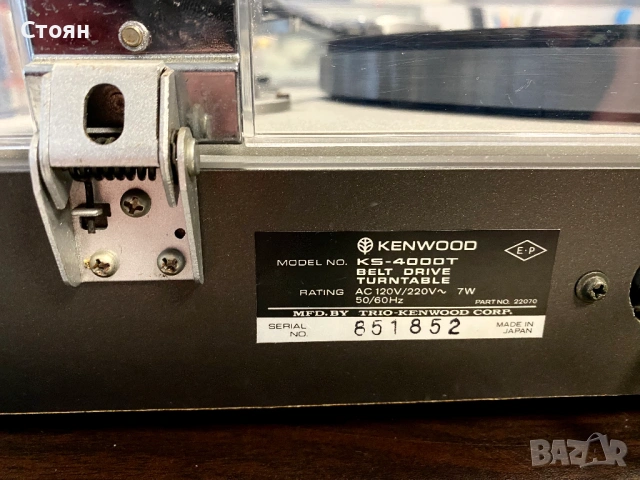 Стоян
KENWOOD
MODEL NO. KS-4000T
BELT DRIVE
TURNTABLE
RATING AC 120V/220V~ 7W
50/60Hz
PART NO. 22070
E·P
MFD. BY TRIO-KENWOOD CORP.
SERIAL NO. 851852
MADE IN JAPAN
BAZAR